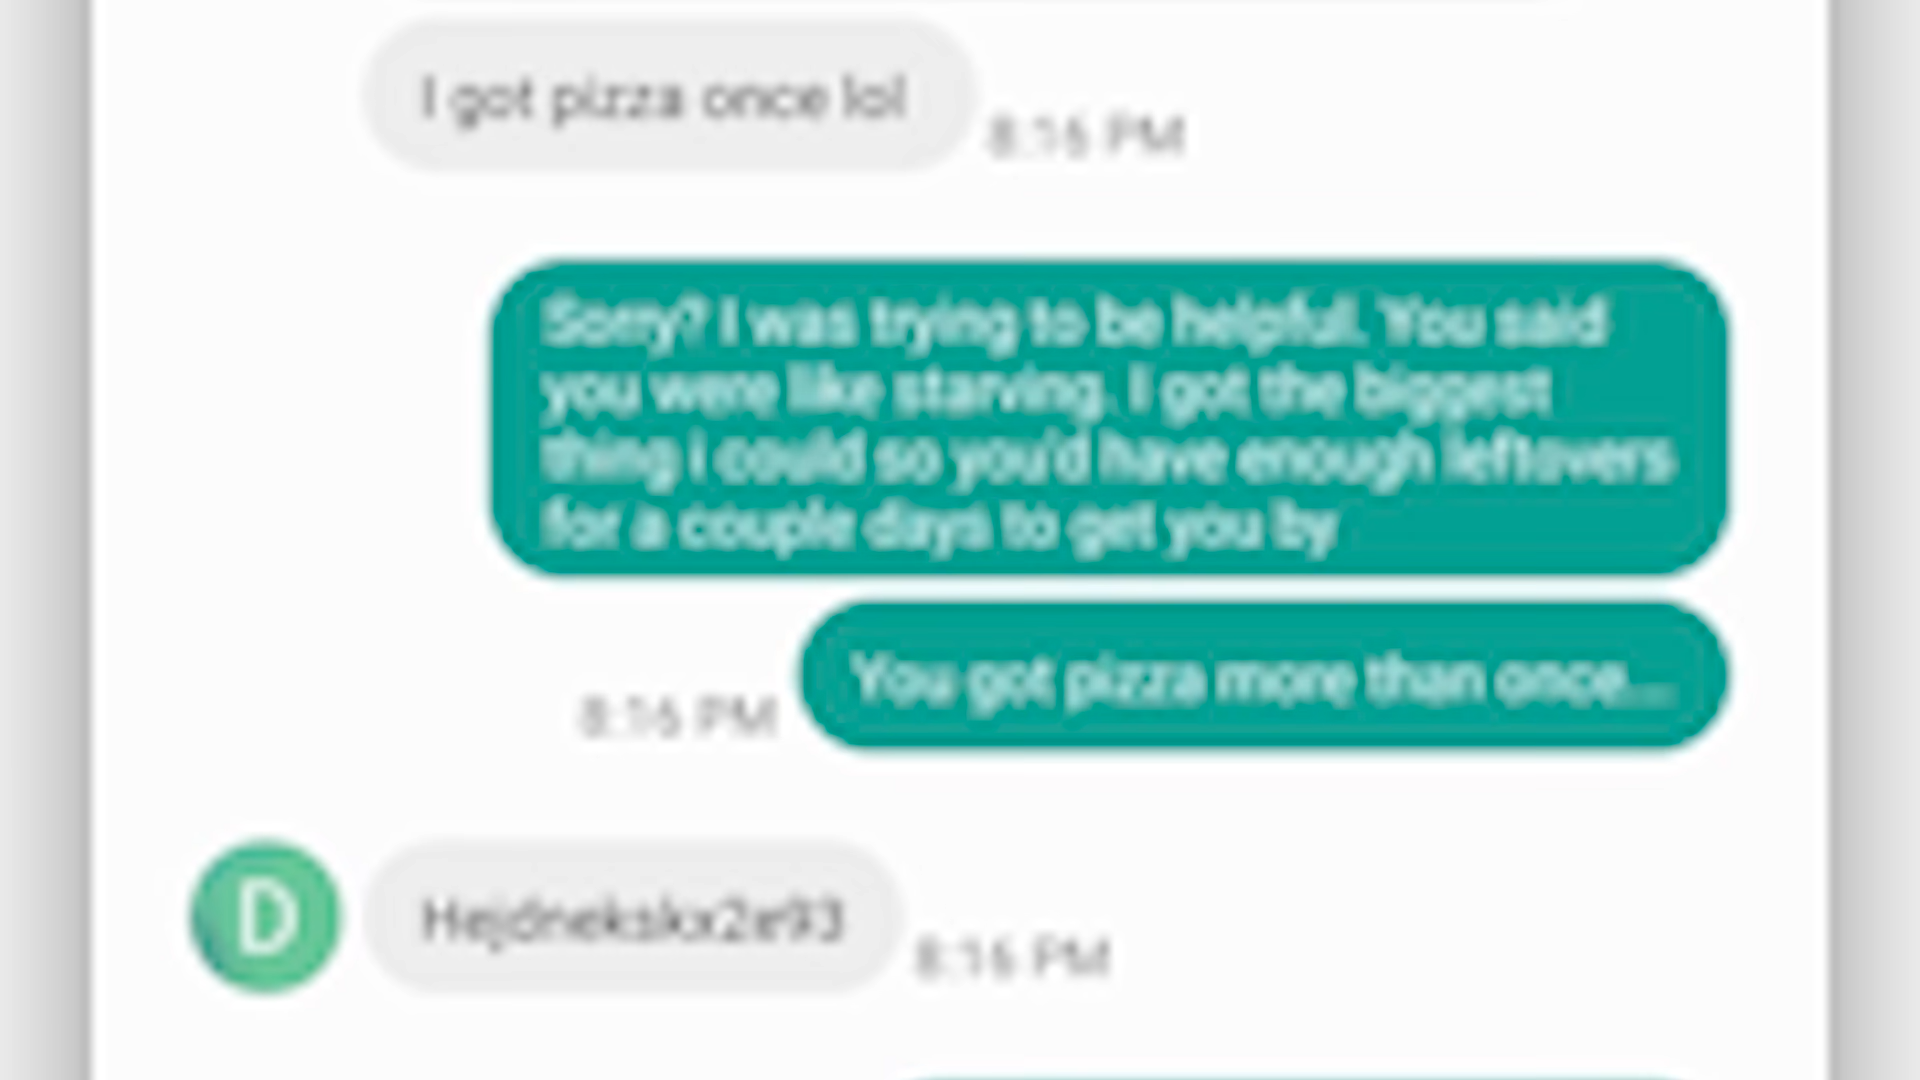 I got pizza once lol
8:16 PM
Sorry? I was trying to be helpful. You said
you were like starving. I got the biggest
thing i could so you'd have enough leftovers
for a couple days to get you by
You got pizza more than once...
8:16 PM
D
Hejdnekskx2e93
8:16 PM